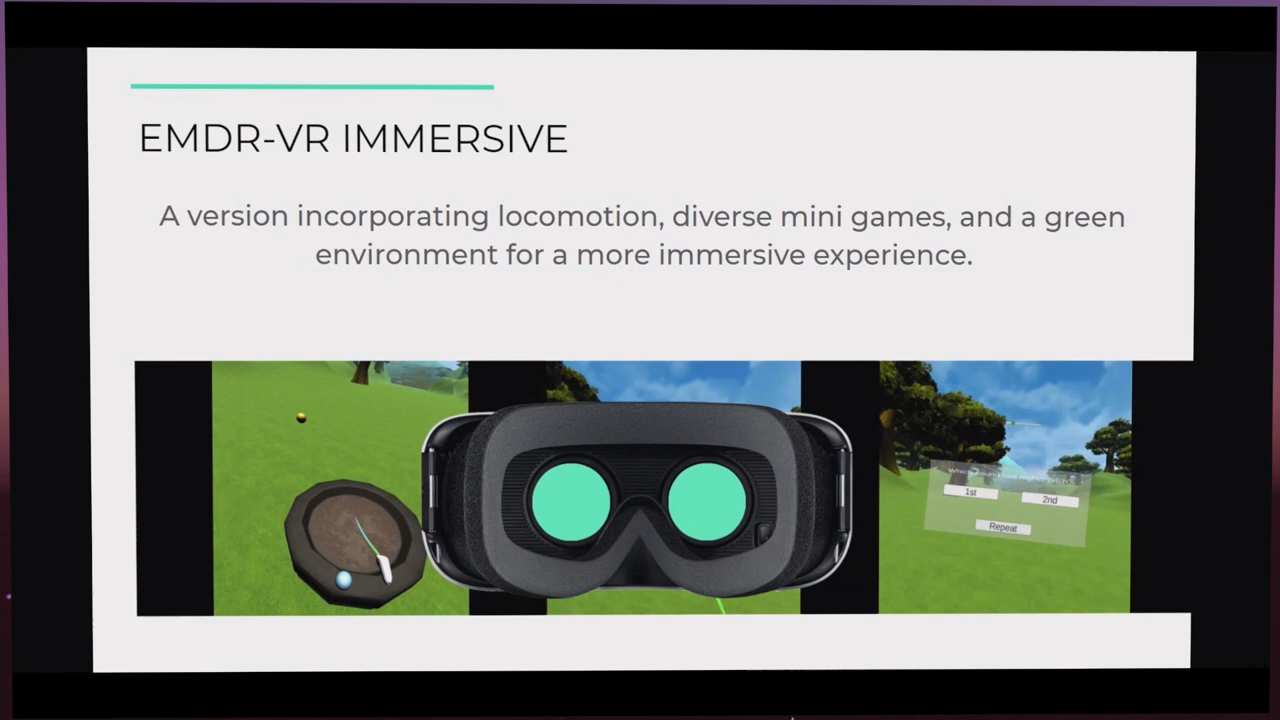 EMDR-VR IMMERSIVE
A version incorporating locomotion, diverse mini games, and a green
environment for a more immersive experience.
1st
2nd
Repeat